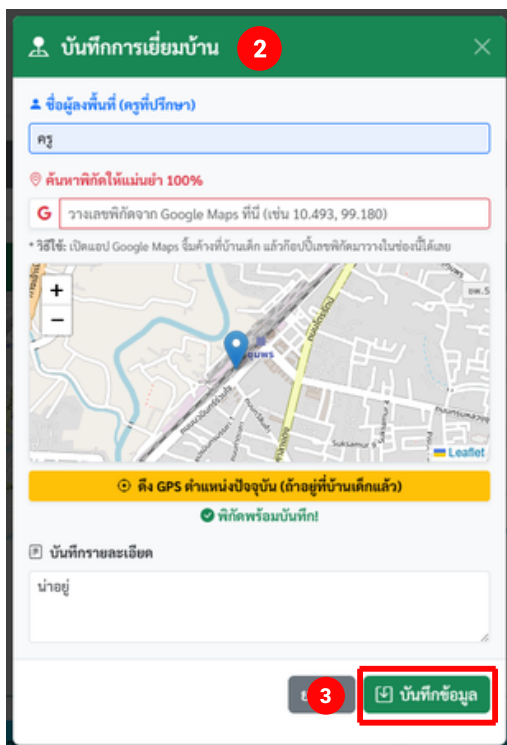 บันทึกการเยี่ยมบ้าน 2
ชื่อผู้ลงพื้นที่ (ครูที่ปรึกษา)
ครู
ค้นหาพิกัดให้แม่นยำ 100%
G วางเลขพิกัดจาก Google Maps ที่นี่ (เช่น 10.493, 99.180)
* วิธีใช้: เปิดแอป Google Maps จิ้มค้างที่บ้านเด็ก แล้วก๊อปปี้เลขพิกัดมาวางในช่องนี้ได้เลย
+
ชพ.5
−
Suksamur 9
Leaflet
ดึง GPS ตำแหน่งปัจจุบัน (ถ้าอยู่ที่บ้านเด็กแล้ว)
พิกัดพร้อมบันทึก!
บันทึกรายละเอียด
น่าอยู่
3 บันทึกข้อมูล